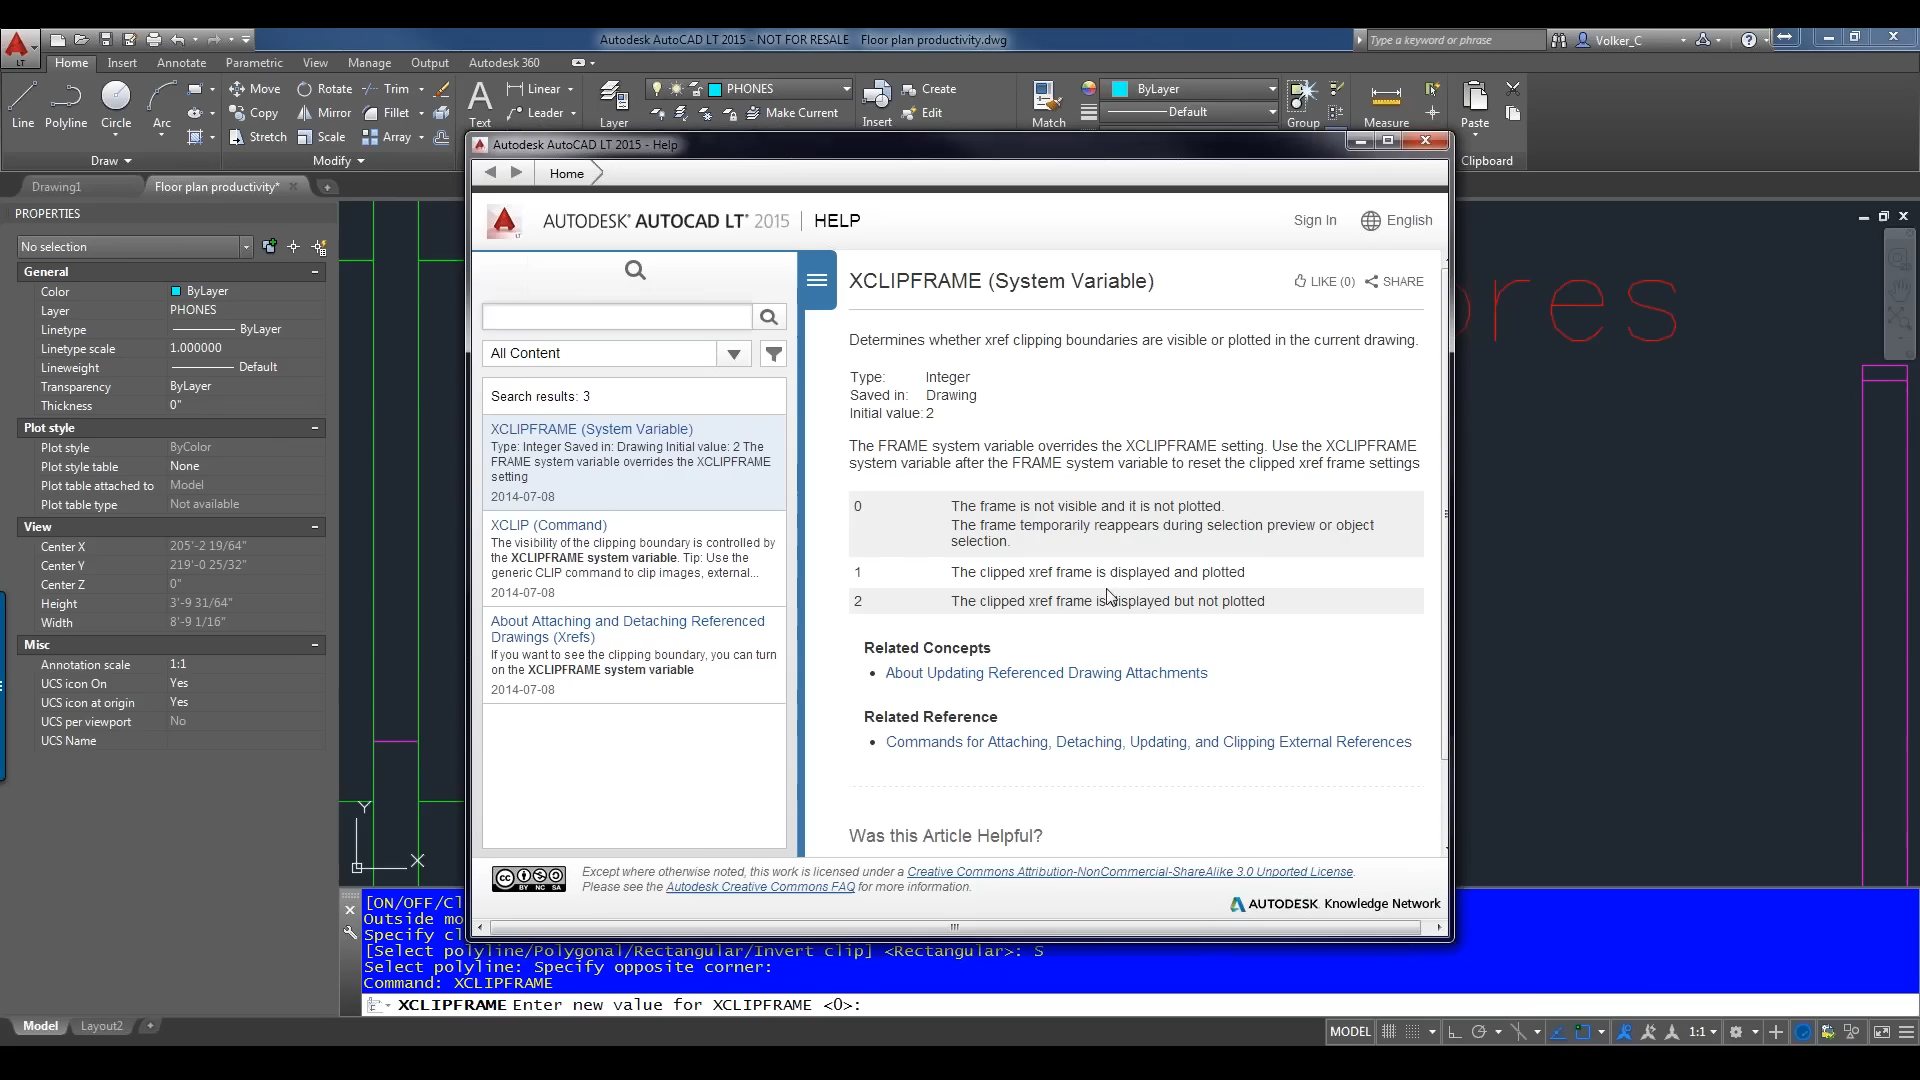 Autodesk AutoCAD LT 2015 - NOT FOR RESALE Floor plan productivity.dwg
Type a keyword or phrase
Volker_C
LT
Home Insert Annotate Parametric View Manage Output Autodesk 360
Line Polyline Circle Arc
Move Rotate Trim
Copy Mirror Fillet
Stretch Scale Array
Text Linear Leader
Layer PHONES Make Current
Insert Create Edit
Match ByLayer Default
Group Measure Paste
Draw Modify Clipboard
Drawing1 Floor plan productivity*
PROPERTIES
No selection
General
Color ByLayer
Layer PHONES
Linetype ByLayer
Linetype scale 1.000000
Lineweight Default
Transparency ByLayer
Thickness 0"
Plot style
Plot style ByColor
Plot style table None
Plot table attached to Model
Plot table type Not available
View
Center X 205'-2 19/64"
Center Y 219'-0 25/32"
Center Z 0"
Height 3'-9 31/64"
Width 8'-9 1/16"
Misc
Annotation scale 1:1
UCS icon On Yes
UCS icon at origin Yes
UCS per viewport No
UCS Name
Autodesk AutoCAD LT 2015 - Help
Home
AUTODESK® AUTOCAD LT® 2015 | HELP
Sign In English
All Content
Search results: 3
XCLIPFRAME (System Variable)
Type: Integer Saved in: Drawing Initial value: 2 The
FRAME system variable overrides the XCLIPFRAME
setting
2014-07-08
XCLIP (Command)
The visibility of the clipping boundary is controlled by
the XCLIPFRAME system variable. Tip: Use the
generic CLIP command to clip images, external...
2014-07-08
About Attaching and Detaching Referenced
Drawings (Xrefs)
If you want to see the clipping boundary, you can turn
on the XCLIPFRAME system variable
2014-07-08
XCLIPFRAME (System Variable)
LIKE (0) SHARE
Determines whether xref clipping boundaries are visible or plotted in the current drawing.
Type: Integer
Saved in: Drawing
Initial value: 2
The FRAME system variable overrides the XCLIPFRAME setting. Use the XCLIPFRAME
system variable after the FRAME system variable to reset the clipped xref frame settings
0 The frame is not visible and it is not plotted.
The frame temporarily reappears during selection preview or object
selection.
1 The clipped xref frame is displayed and plotted
2 The clipped xref frame is displayed but not plotted
Related Concepts
• About Updating Referenced Drawing Attachments
Related Reference
• Commands for Attaching, Detaching, Updating, and Clipping External References
Was this Article Helpful?
cc BY NC SA
Except where otherwise noted, this work is licensed under a Creative Commons Attribution-NonCommercial-ShareAlike 3.0 Unported License.
Please see the Autodesk Creative Commons FAQ for more information.
AUTODESK. Knowledge Network
res
Y
X
[ON/OFF/Cl
Outside mo
Specify cl
[Select polyline/Polygonal/Rectangular/Invert clip] <Rectangular>: S
Select polyline: Specify opposite corner:
Command: XCLIPFRAME
XCLIPFRAME Enter new value for XCLIPFRAME <0>:
Model Layout2
MODEL 1:1